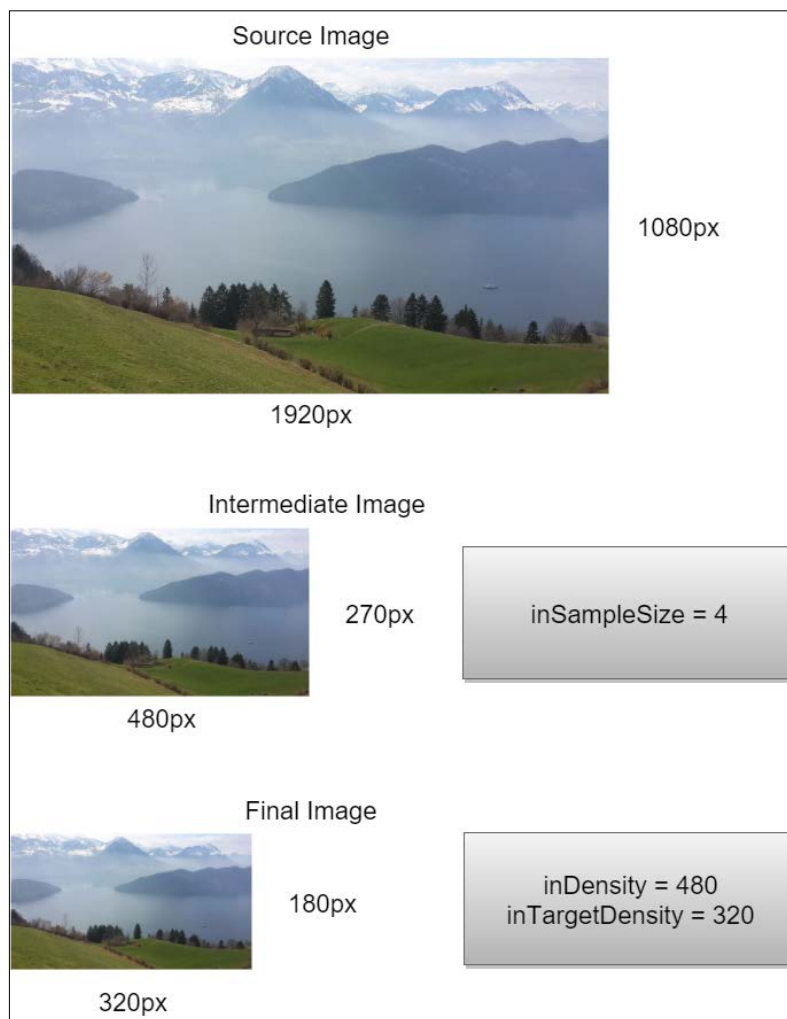 Source Image
1080px
1920px
Intermediate Image
270px
inSampleSize = 4
480px
Final Image
180px
inDensity = 480
inTargetDensity = 320
320px